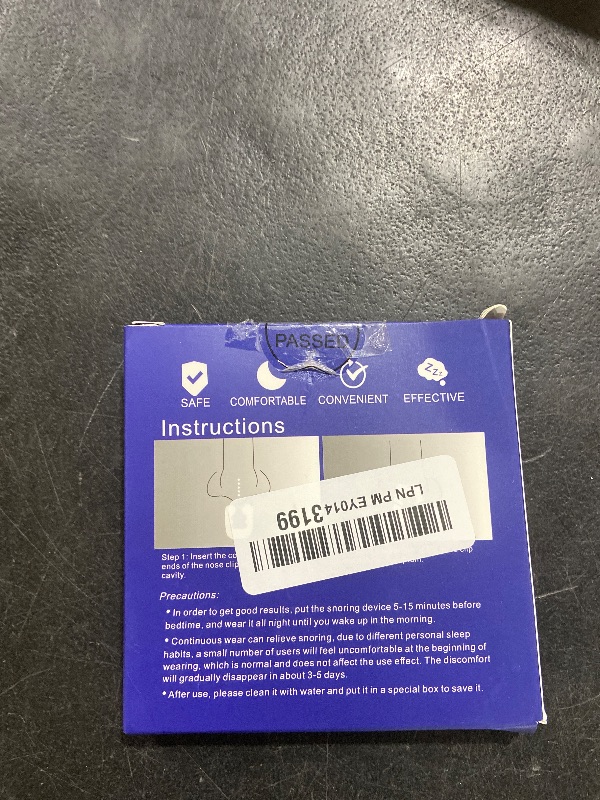 PASSED
SAFE COMFORTABLE CONVENIENT EFFECTIVE
Zzz
Instructions
LPN PM EY0143199
Step 1: Insert the
ends of the nose clip
cavity.
clip
Precautions:
• In order to get good results, put the snoring device 5-15 minutes before
bedtime, and wear it all night until you wake up in the morning.
• Continuous wear can relieve snoring, due to different personal sleep
habits, a small number of users will feel uncomfortable at the beginning of
wearing, which is normal and does not affect the use effect. The discomfort
will gradually disappear in about 3-5 days.
• After use, please clean it with water and put it in a special box to save it.